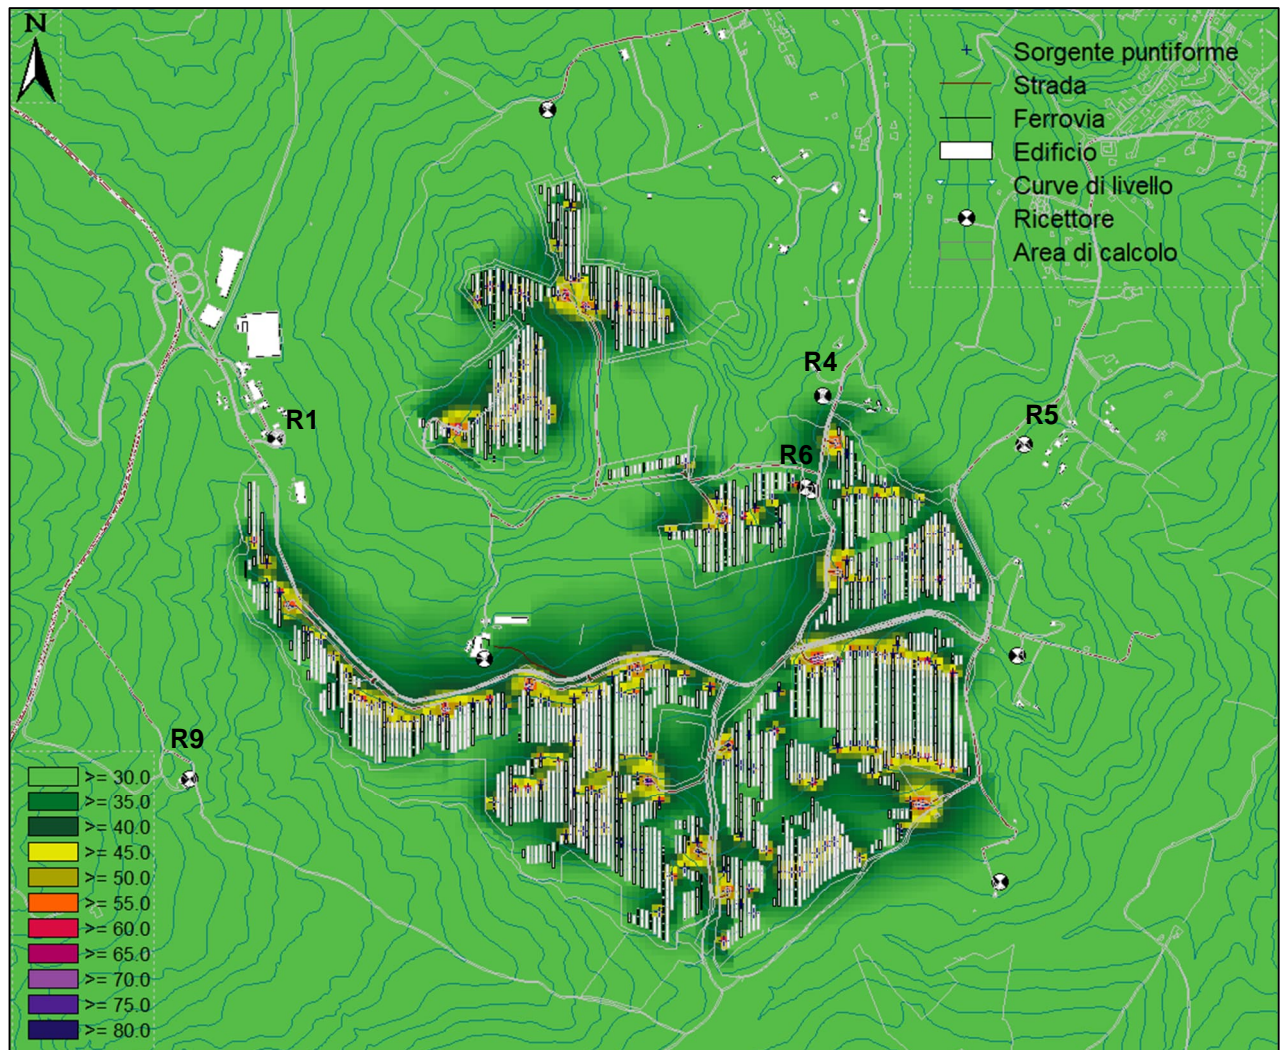 N
Sorgente puntiforme
Strada
Ferrovia
Edificio
Curve di livello
Ricettore
Area di calcolo
R4
R1
R5
R6
R9
>= 30.0
>= 35.0
>= 40.0
>= 45.0
>= 50.0
>= 55.0
>= 60.0
>= 65.0
>= 70.0
>= 75.0
>= 80.0